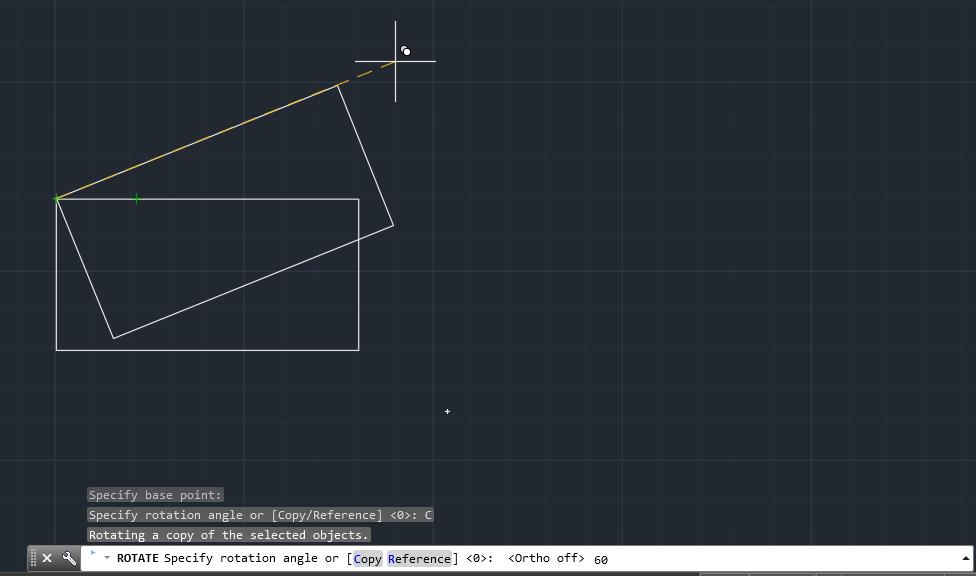 Specify base point:
Specify rotation angle or [Copy/Reference] <0>: C
Rotating a copy of the selected objects.
ROTATE Specify rotation angle or [Copy Reference] <0>: <Ortho off> 60